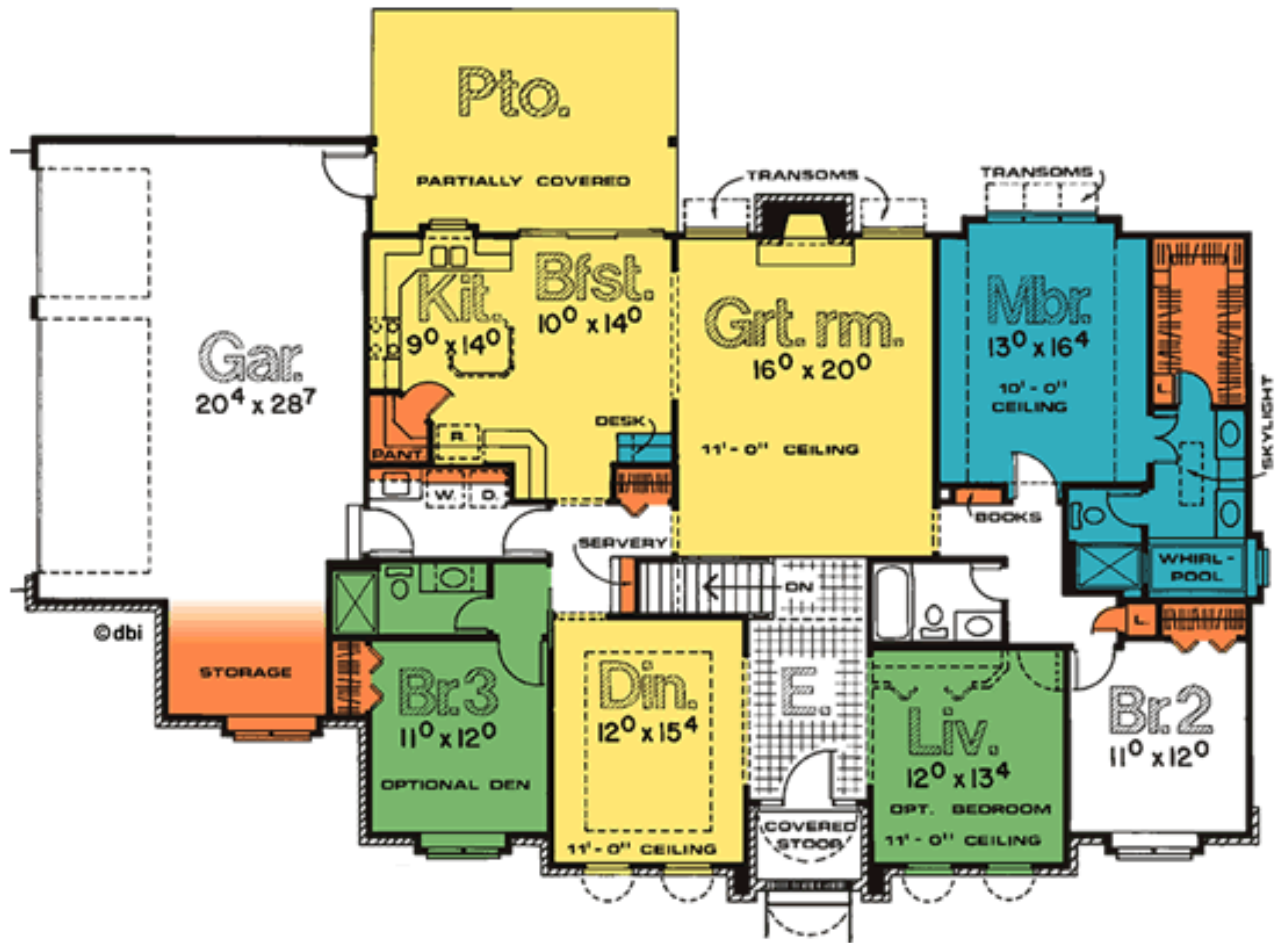 Pto.
PARTIALLY COVERED
TRANSOMS
TRANSOMS
Kit.
9⁰ x 14⁰
Bfst.
10⁰ x 14⁰
Grt. rm.
16⁰ x 20⁰
11'-0" CEILING
Mbr.
13⁰ x 16⁴
10'-0"
CEILING
L.
SKYLIGHT
Gar.
20⁴ x 28⁷
DESK
R.
PANT
W.
D.
BOOKS
SERVERY
DN
WHIRL-
POOL
L.
©dbi
STORAGE
Br.3
11⁰ x 12⁰
OPTIONAL DEN
Din.
12⁰ x 15⁴
11'-0" CEILING
E.
COVERED
STOOP
Liv.
12⁰ x 13⁴
OPT. BEDROOM
11'-0" CEILING
Br.2
11⁰ x 12⁰